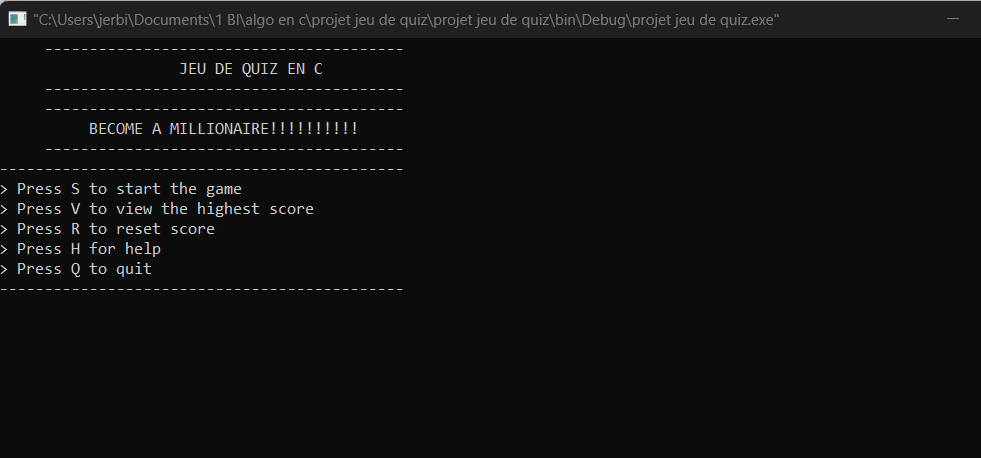 "C:\Users\jerbi\Documents\1 BI\algo en c\projet jeu de quiz\projet jeu de quiz\bin\Debug\projet jeu de quiz.exe"
----------------------------------------
JEU DE QUIZ EN C
----------------------------------------
----------------------------------------
BECOME A MILLIONAIRE!!!!!!!!!!
----------------------------------------
---------------------------------------------
> Press S to start the game
> Press V to view the highest score
> Press R to reset score
> Press H for help
> Press Q to quit
---------------------------------------------